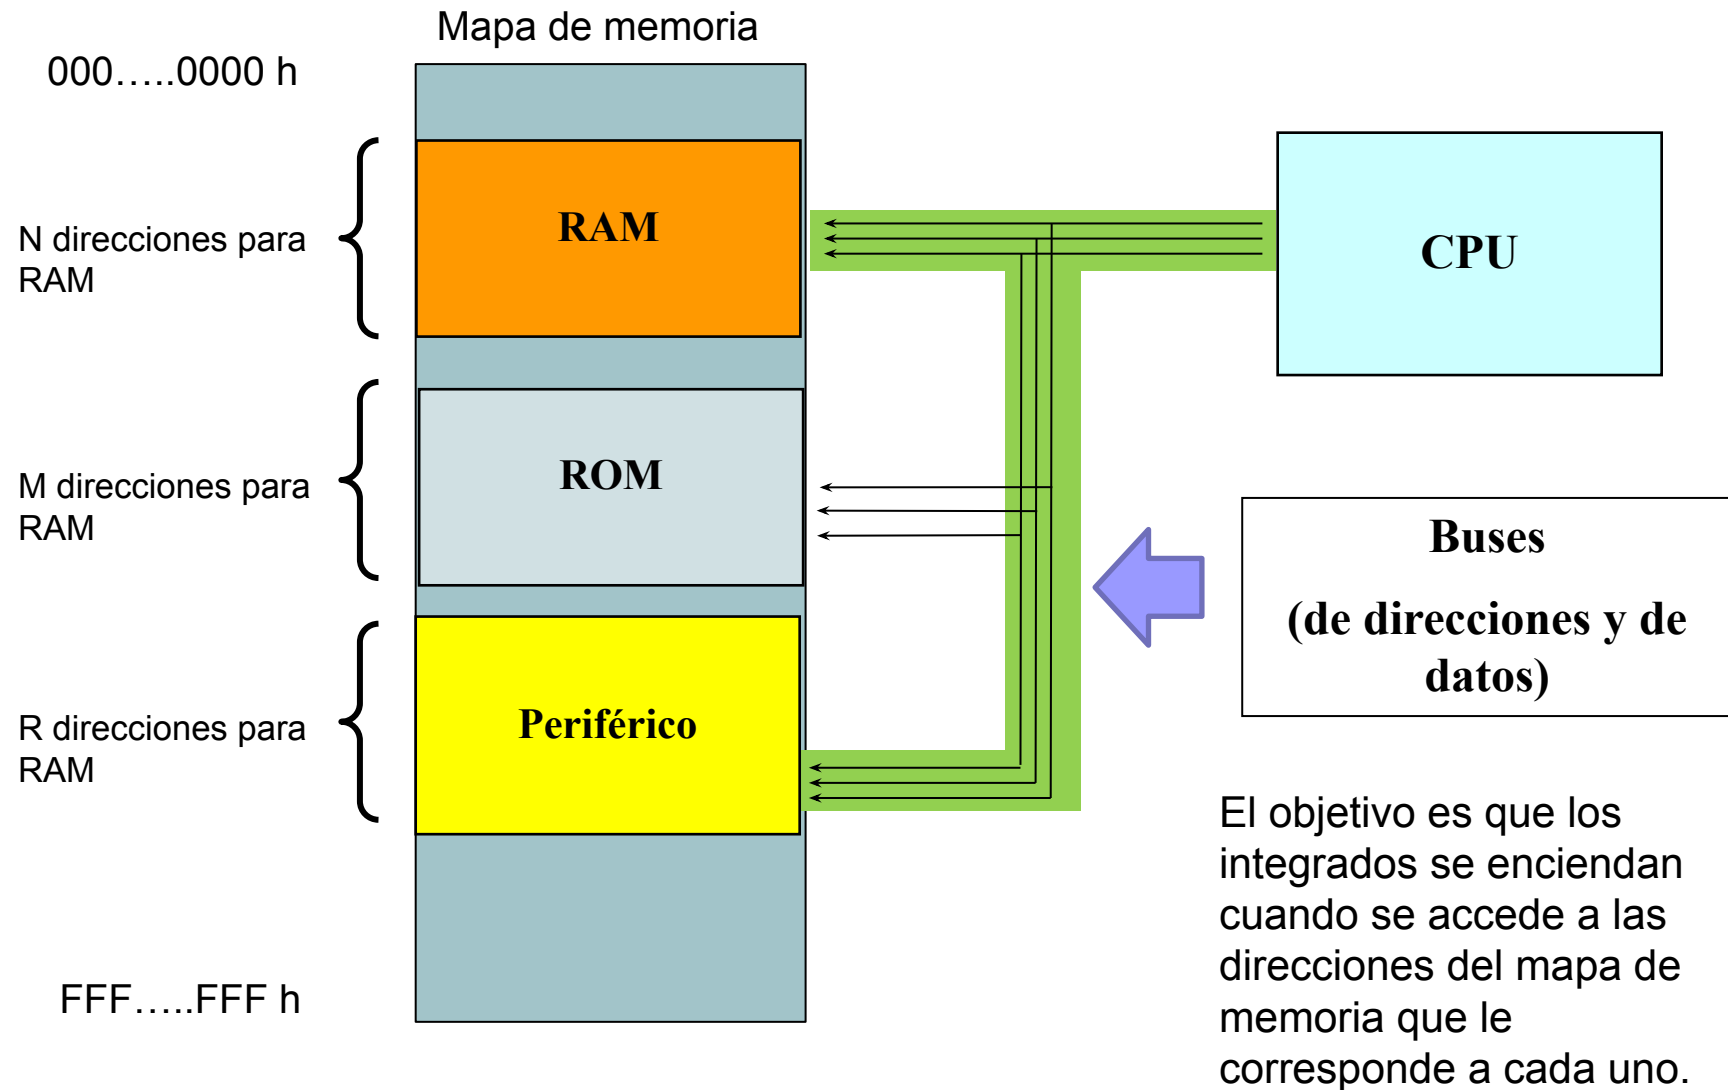 Mapa de memoria
000…..0000 h
N direcciones para
RAM
RAM
CPU
M direcciones para
RAM
ROM
Buses
(de direcciones y de
datos)
R direcciones para
RAM
Periférico
El objetivo es que los
integrados se enciendan
cuando se accede a las
direcciones del mapa de
memoria que le
corresponde a cada uno.
FFF…..FFF h